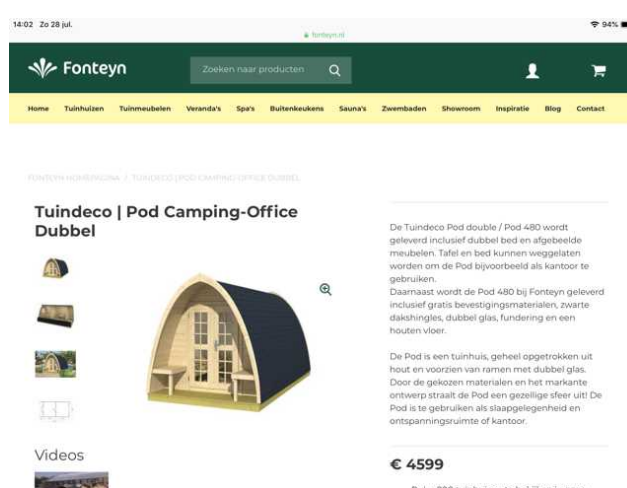 14:02 Zo 28 jul.
94%
fonteyn.nl
Fonteyn
Zoeken naar producten
Home Tuinhuizen Tuinmeubelen Veranda's Spa's Buitenkeukens Sauna's Zwembaden Showroom Inspiratie Blog Contact
FONTEYN HOMEPAGINA / TUINDECO | POD CAMPING-OFFICE DUBBEL
Tuindeco | Pod Camping-Office
Dubbel
De Tuindeco Pod double / Pod 480 wordt
geleverd inclusief dubbel bed en afgebeelde
meubelen. Tafel en bed kunnen weggelaten
worden om de Pod bijvoorbeeld als kantoor te
gebruiken.
Daarnaast wordt de Pod 480 bij Fonteyn geleverd
inclusief gratis bevestigingsmaterialen, zwarte
dakshingles, dubbel glas, fundering en een
houten vloer.
De Pod is een tuinhuis, geheel opgetrokken uit
hout en voorzien van ramen met dubbel glas.
Door de gekozen materialen en het markante
ontwerp straalt de Pod een gezellige sfeer uit! De
Pod is te gebruiken als slaapgelegenheid en
ontspanningsruimte of kantoor.
Videos
€ 4599